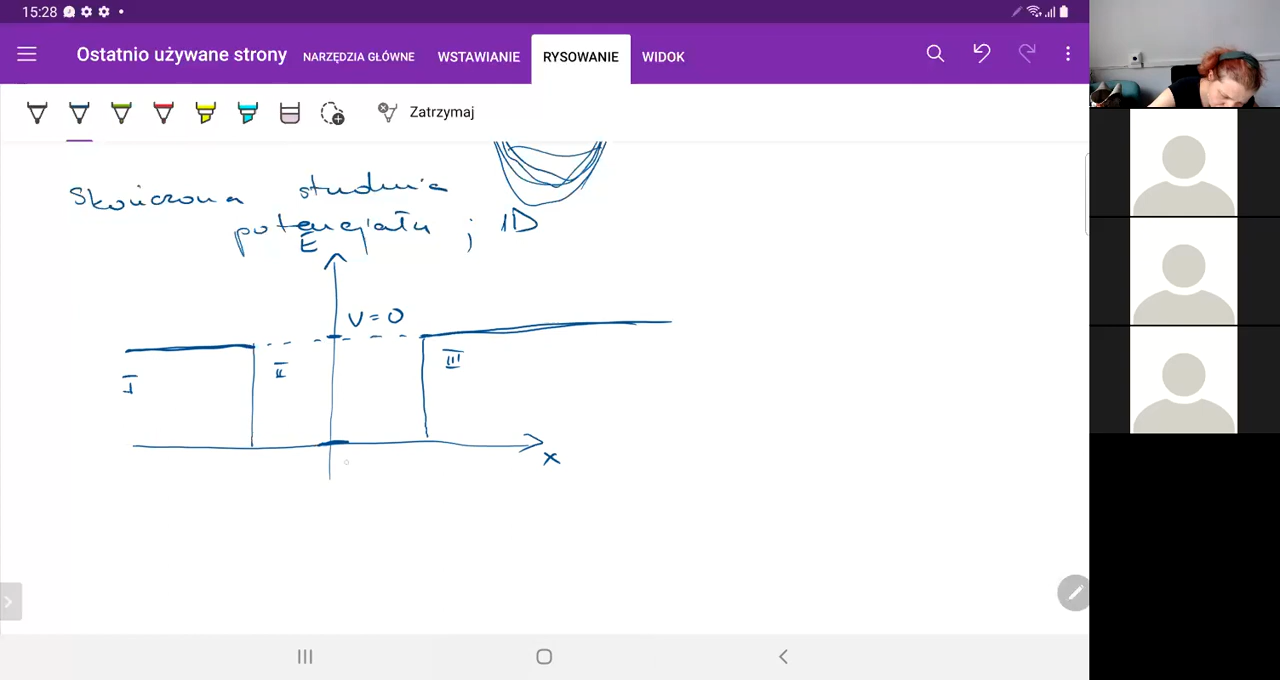 15:28
Ostatnio używane strony
NARZĘDZIA GŁÓWNE
WSTAWIANIE
RYSOWANIE
WIDOK
Zatrzymaj
Skończona studnia
potencjału ; 1D
E
V = 0
I
II
III
x